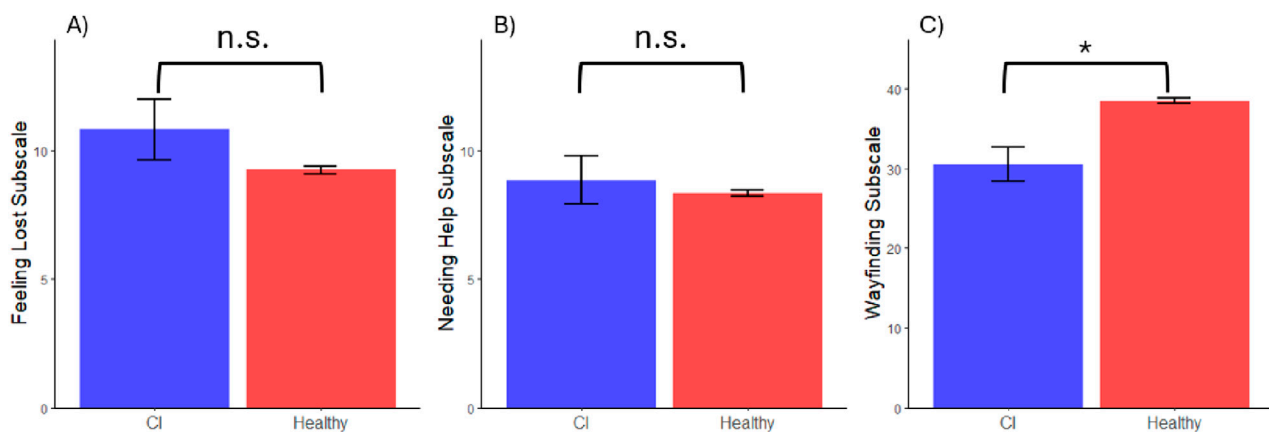 A)
n.s.
Feeling Lost Subscale
10
5
0
CI
Healthy
B)
n.s.
Needing Help Subscale
10
5
0
CI
Healthy
C)
*
Wayfinding Subscale
40
30
20
10
0
CI
Healthy